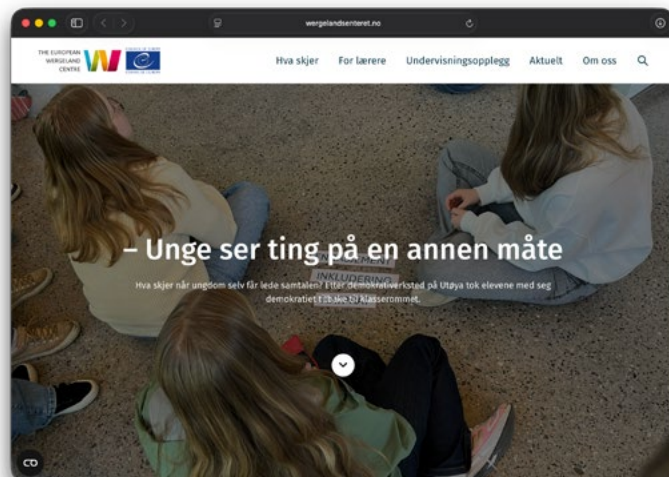 wergelandsenteret.no
THE EUROPEAN
WERGELAND
CENTRE
Hva skjer For lærere Undervisningsopplegg Aktuelt Om oss
– Unge ser ting på en annen måte
INKLUDERING
Hva skjer når ungdom selv får lede samtalen? Etter demokrativerksted på Utøya tok elevene med seg
demokratiet tilbake til klasserommet.